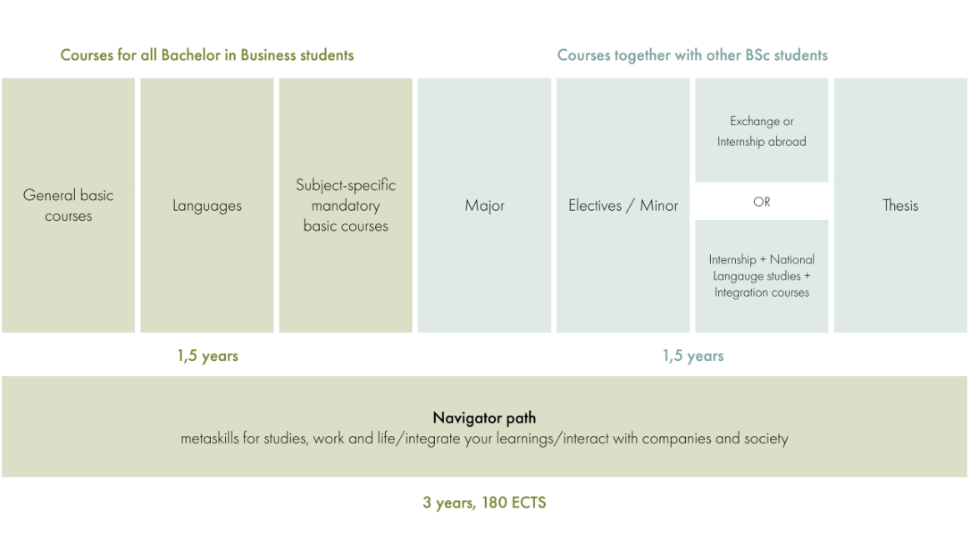 Courses for all Bachelor in Business students
Courses together with other BSc students
General basic
courses
Languages
Subject-specific
mandatory
basic courses
Major
Electives / Minor
Exchange or
Internship abroad
OR
Internship + National
Langauge studies +
Integration courses
Thesis
1,5 years
1,5 years
Navigator path
metaskills for studies, work and life/integrate your learnings/interact with companies and society
3 years, 180 ECTS